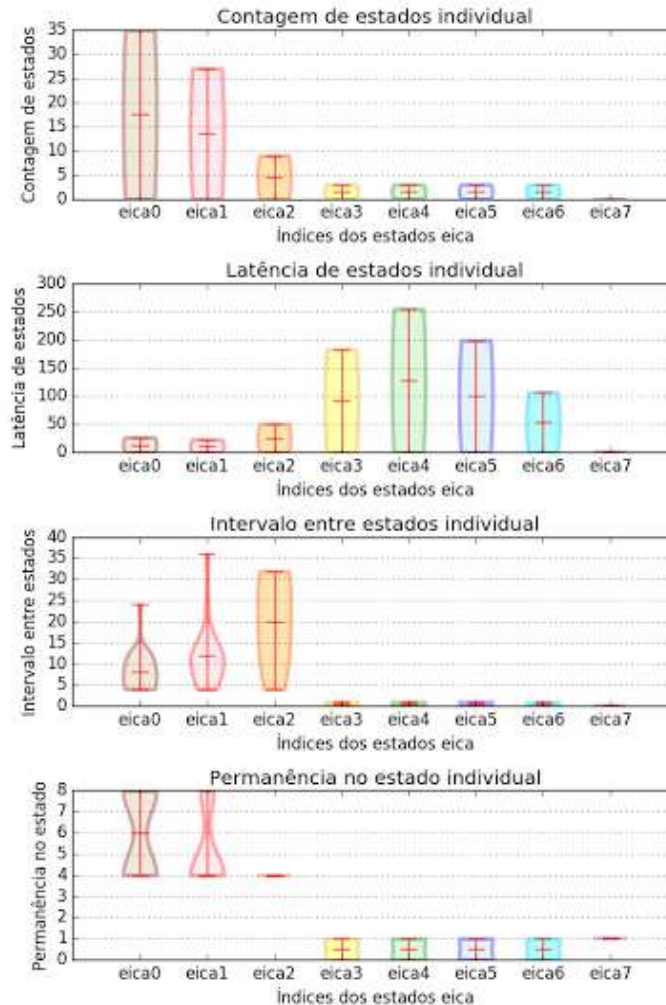 Contagem de estados individual
35
30
25
20
15
10
5
0
Contagem de estados
eica0 eica1 eica2 eica3 eica4 eica5 eica6 eica7
Índices dos estados eica
Latência de estados individual
300
250
200
150
100
50
0
Latência de estados
eica0 eica1 eica2 eica3 eica4 eica5 eica6 eica7
Índices dos estados eica
Intervalo entre estados individual
40
35
30
25
20
15
10
5
0
Intervalo entre estados
eica0 eica1 eica2 eica3 eica4 eica5 eica6 eica7
Índices dos estados eica
Permanência no estado individual
8
7
6
5
4
3
2
1
0
Permanência no estado
eica0 eica1 eica2 eica3 eica4 eica5 eica6 eica7
Índices dos estados eica